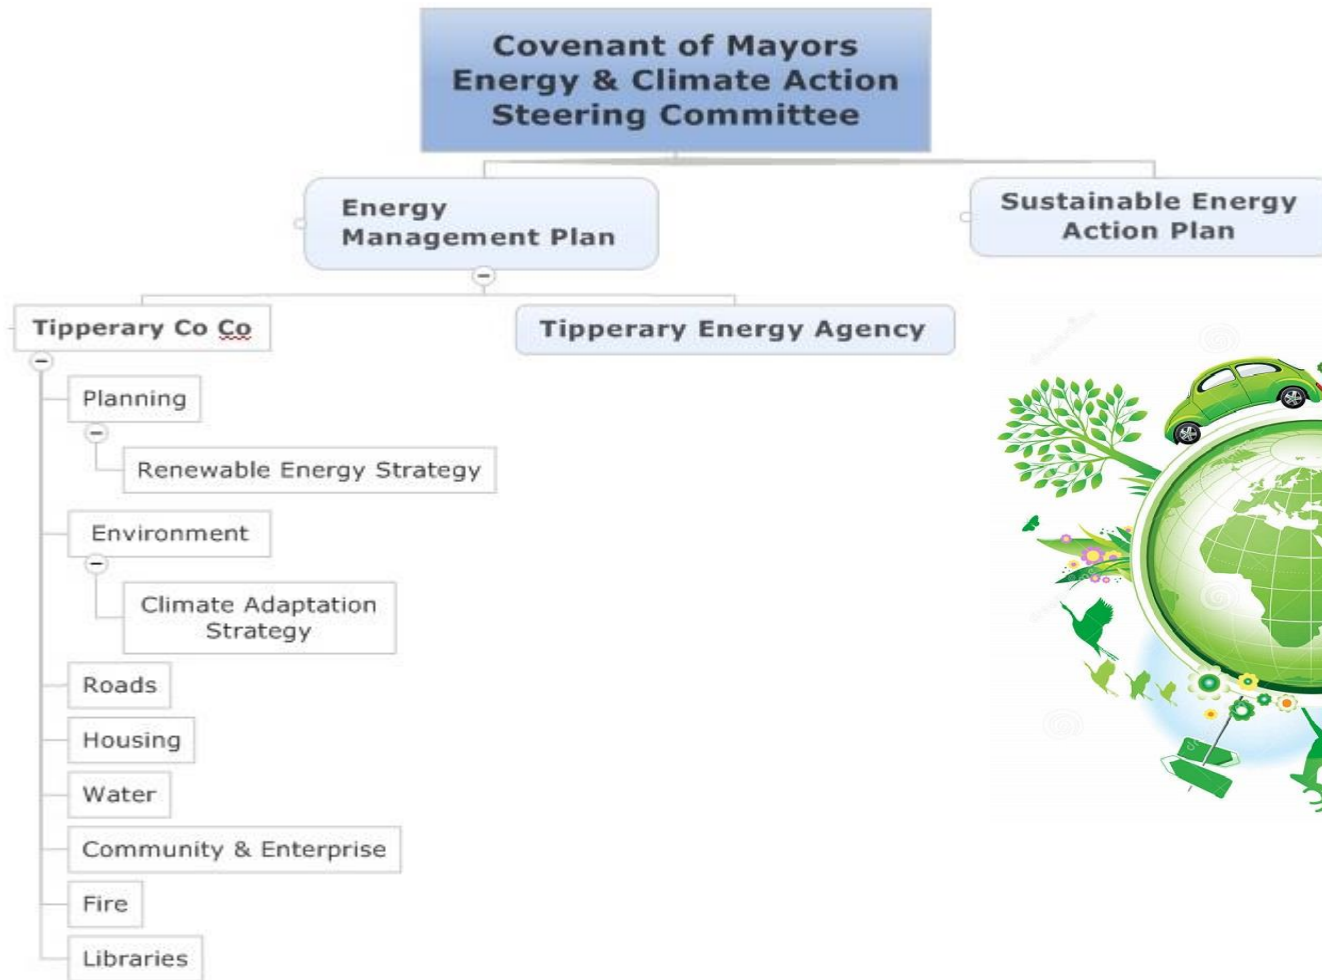 Covenant of Mayors
Energy & Climate Action
Steering Committee
Energy
Management Plan
Sustainable Energy
Action Plan
Tipperary Co Co
Tipperary Energy Agency
Planning
Renewable Energy Strategy
Environment
Climate Adaptation
Strategy
Roads
Housing
Water
Community & Enterprise
Fire
Libraries